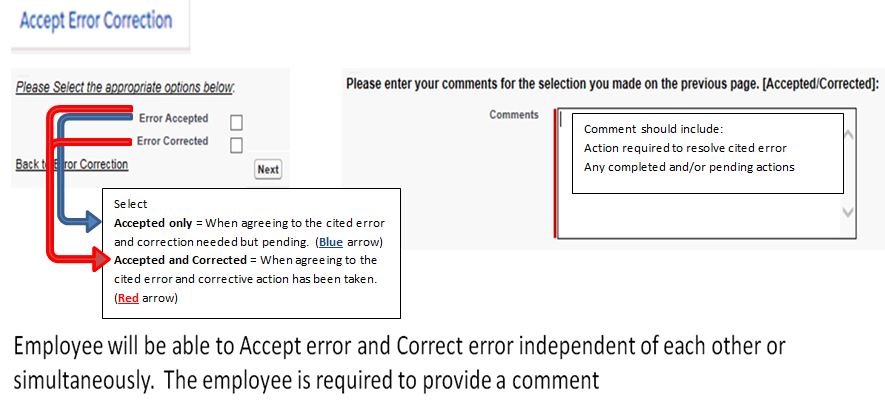 Accept Error Correction
Please Select the appropriate options below:
Error Accepted
Error Corrected
Back to Error Correction
Next
Select
Accepted only = When agreeing to the cited error
and correction needed but pending. (Blue arrow)
Accepted and Corrected = When agreeing to the
cited error and corrective action has been taken.
(Red arrow)
Please enter your comments for the selection you made on the previous page. [Accepted/Corrected]:
Comments
Comment should include:
Action required to resolve cited error
Any completed and/or pending actions
Employee will be able to Accept error and Correct error independent of each other or
simultaneously. The employee is required to provide a comment